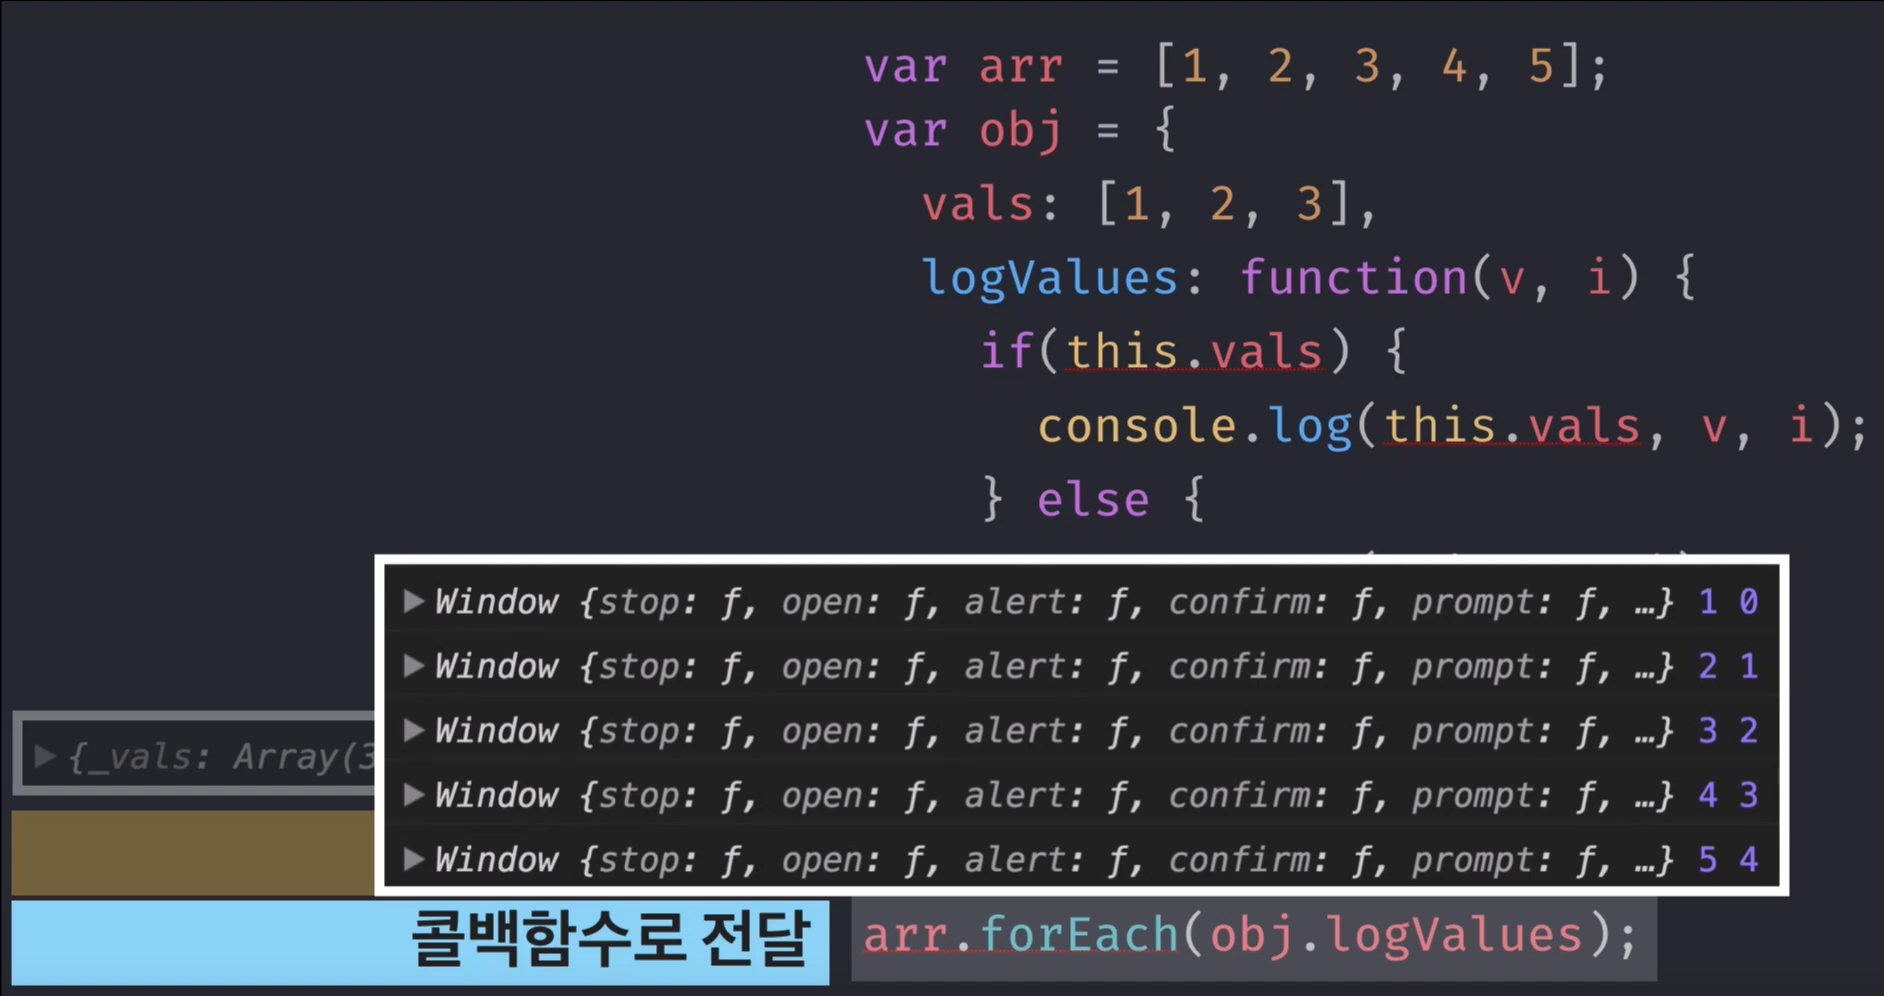 var arr = [1, 2, 3, 4, 5];
var obj = {
vals: [1, 2, 3],
logValues: function(v, i) {
if(this.vals) {
console.log(this.vals, v, i);
} else {
▶Window {stop: ƒ, open: ƒ, alert: ƒ, confirm: ƒ, prompt: ƒ, …} 1 0
▶Window {stop: ƒ, open: ƒ, alert: ƒ, confirm: ƒ, prompt: ƒ, …} 2 1
▶Window {stop: ƒ, open: ƒ, alert: ƒ, confirm: ƒ, prompt: ƒ, …} 3 2
▶Window {stop: ƒ, open: ƒ, alert: ƒ, confirm: ƒ, prompt: ƒ, …} 4 3
▶Window {stop: ƒ, open: ƒ, alert: ƒ, confirm: ƒ, prompt: ƒ, …} 5 4
▶{_vals: Array(3
콜백함수로 전달
arr.forEach(obj.logValues);